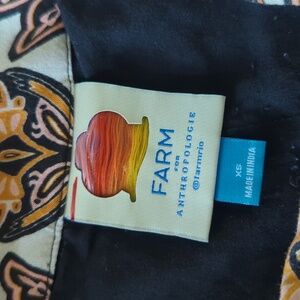 FARM
FOR
ANTHROPOLOGIE
@farmrio
XS
MADE IN INDIA